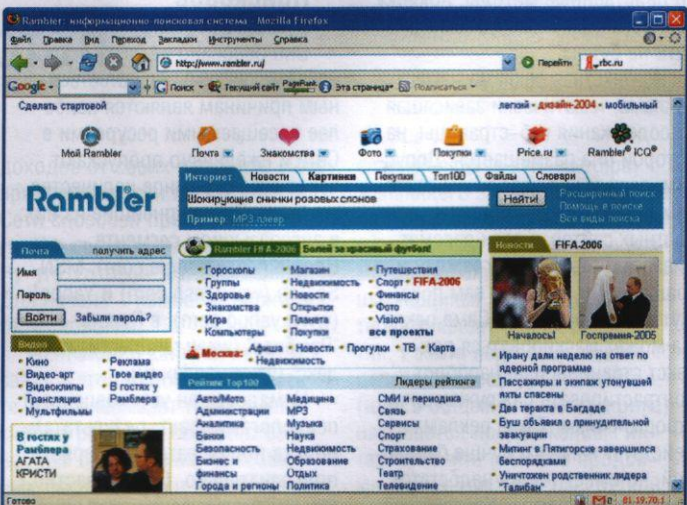 Rambler: информационно-поисковая система - Mozilla Firefox
Файл Правка Вид Переход Закладки Инструменты Справка
http://www.rambler.ru/ Перейти rbc.ru
Google Поиск Текущий сайт PageRank Эта страница Подписаться
Сделать стартовой легкий • дизайн-2004 • мобильный
Мой Rambler Почта Знакомства Фото Покупки Price.ru Rambler
Интернет Новости Картинки Покупки Топ100 Файлы Словари
Rambler
Шокирующие снички розовых слонов Найти!
Пример MP3 плеер
Расширенный поиск
Помощь в поиске
Все виды поиска
Почта получить адрес
Имя
Пароль
Войти Забыли пароль?
Видео
• Кино
• Видео-арт
• Видеоклипы
• Трансляции
• Мультфильмы
• Реклама
• Твое видео
• В гостях у Рамблера
В гостях у
Рамблера
АГАТА
КРИСТИ
Rambler FIFA-2006 Болей за красивый футбол!
• Гороскопы
• Группы
• Здоровье
• Знакомства
• Игра
• Компьютеры
• Магазин
• Недвижимость
• Новости
• Открытки
• Планета
• Покупки
• Путешествия
• Спорт • FIFA-2006
• Финансы
• Фото
• Vision
все проекты
Москва: Афиша • Новости • Прогулки • ТВ • Карта
• Недвижимость
Рейтинг Top100 Лидеры рейтинга
Авто/Мото
Администрации
Аналитика
Банки
Безопасность
Бизнес и
финансы
Города и регионы
Медицина
MP3
Музыка
Наука
Недвижимость
Образование
Отдых
Политика
СМИ и периодика
Связь
Сервисы
Спорт
Страхование
Строительство
Театр
Телевидение
Новости FIFA-2006
Началось! Госпремия-2005
• Ирану дали неделю на ответ по
ядерной программе
• Пассажиры и экипаж утонувшей
яхты спасены
• Два теракта в Багдаде
• Буш объявил о принудительной
эвакуации
• Митинг в Пятигорске завершился
беспорядками
• Уничтожен родственник лидера
"Талибан"
Готово 81.19.70.1